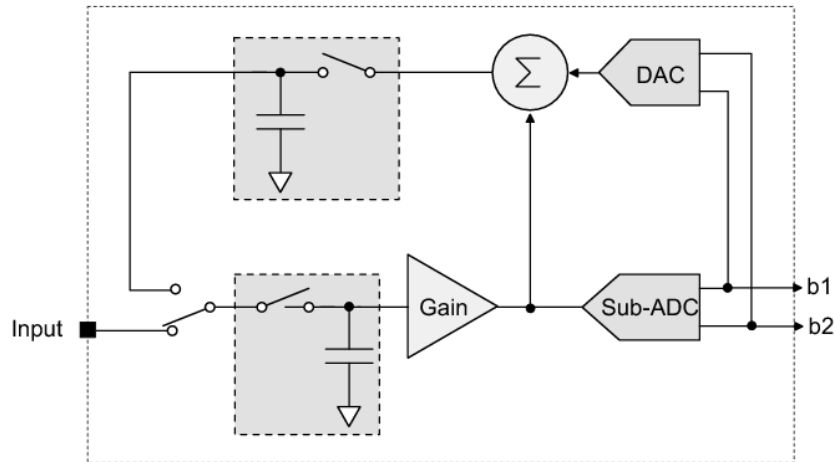 Σ
DAC
Gain
Sub-ADC
b1
b2
Input